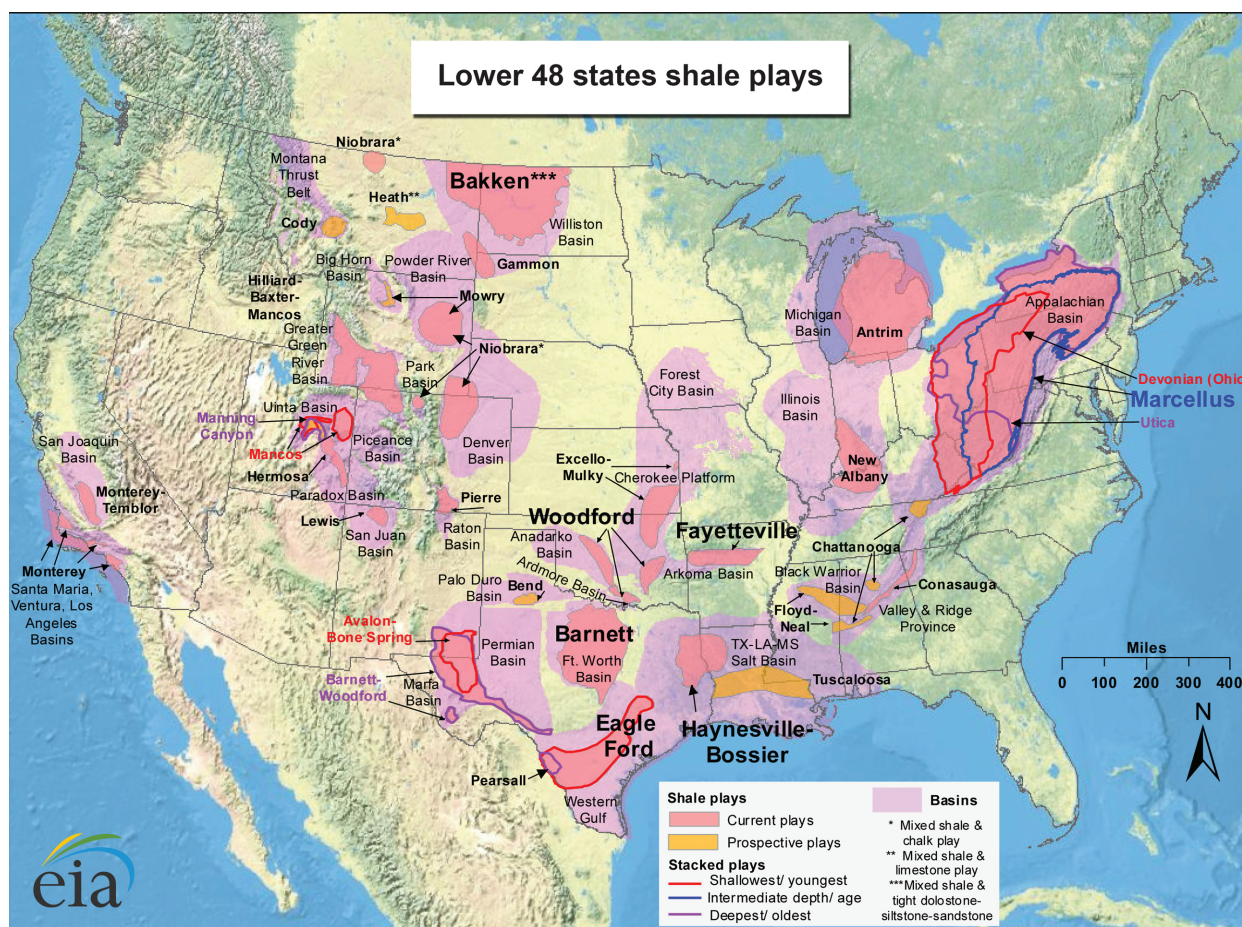 Lower 48 states shale plays
Niobrara*
Montana
Thrust
Belt
Bakken***
Heath**
Cody
Williston
Basin
Big Horn
Basin
Powder River
Basin
Gammon
Hilliard-
Baxter-
Mancos
Mowry
Greater
Green
River
Basin
Niobrara*
Park
Basin
Michigan
Basin
Antrim
Appalachian
Basin
Forest
City Basin
Illinois
Basin
Devonian (Ohio
Marcellus
Utica
Uinta Basin
Manning
Canyon
Mancos
Piceance
Basin
Denver
Basin
San Joaquin
Basin
Hermosa
Paradox Basin
Excello-
Mulky
Cherokee Platform
New
Albany
Monterey-
Temblor
Lewis
San Juan
Basin
Pierre
Raton
Basin
Woodford
Anadarko
Basin
Fayetteville
Arkoma Basin
Chattanooga
Monterey
Santa Maria,
Ventura, Los
Angeles
Basins
Palo Duro
Basin
Bend
Ardmore Basin
Black Warrior
Basin
Conasauga
Floyd-
Neal
Valley & Ridge
Province
Avalon-
Bone Spring
Permian
Basin
Barnett
Ft. Worth
Basin
TX-LA-MS
Salt Basin
Tuscaloosa
Barnett-
Woodford
Marfa
Basin
Eagle
Ford
Haynesville-
Bossier
Pearsall
Western
Gulf
Miles
0 100 200 300 400
N
Shale plays
Current plays
Prospective plays
Stacked plays
Shallowest/ youngest
Intermediate depth/ age
Deepest/ oldest
Basins
* Mixed shale &
chalk play
** Mixed shale &
limestone play
***Mixed shale &
tight dolostone-
siltstone-sandstone
eia